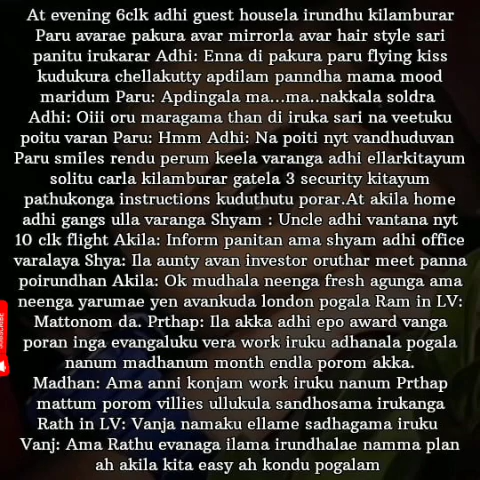 At evening 6clk adhi guest housela irundhu kilamburar
Paru avarae pakura avar mirrorla avar hair style sari
panitu irukarar Adhi: Enna di pakura paru flying kiss
kudukura chellakutty apdilam panndha mama mood
maridum Paru: Apdingala ma...ma..nakkala soldra
Adhi: Oiii oru maragama than di iruka sari na veetuku
poitu varan Paru: Hmm Adhi: Na poiti nyt vandhuduvan
Paru smiles rendu perum keela varanga adhi ellarkitayum
solitu carla kilamburar gatela 3 security kitayum
pathukonga instructions kuduthutu porar.At akila home
adhi gangs ulla varanga Shyam : Uncle adhi vantana nyt
10 clk flight Akila: Inform panitan ama shyam adhi office
varalaya Shya: Ila aunty avan investor oruthar meet panna
poirundhan Akila: Ok mudhala neenga fresh agunga ama
neenga yarumae yen avankuda london pogala Ram in LV:
Mattonom da. Prthap: Ila akka adhi epo award vanga
poran inga evangaluku vera work iruku adhanala pogala
nanum madhanum month endla porom akka.
Madhan: Ama anni konjam work iruku nanum Prthap
mattum porom villies ullukula sandhosama irukanga
Rath in LV: Vanja namaku ellame sadhagama iruku
Vanj: Ama Rathu evanaga ilama irundhalae namma plan
ah akila kita easy ah kondu pogalam